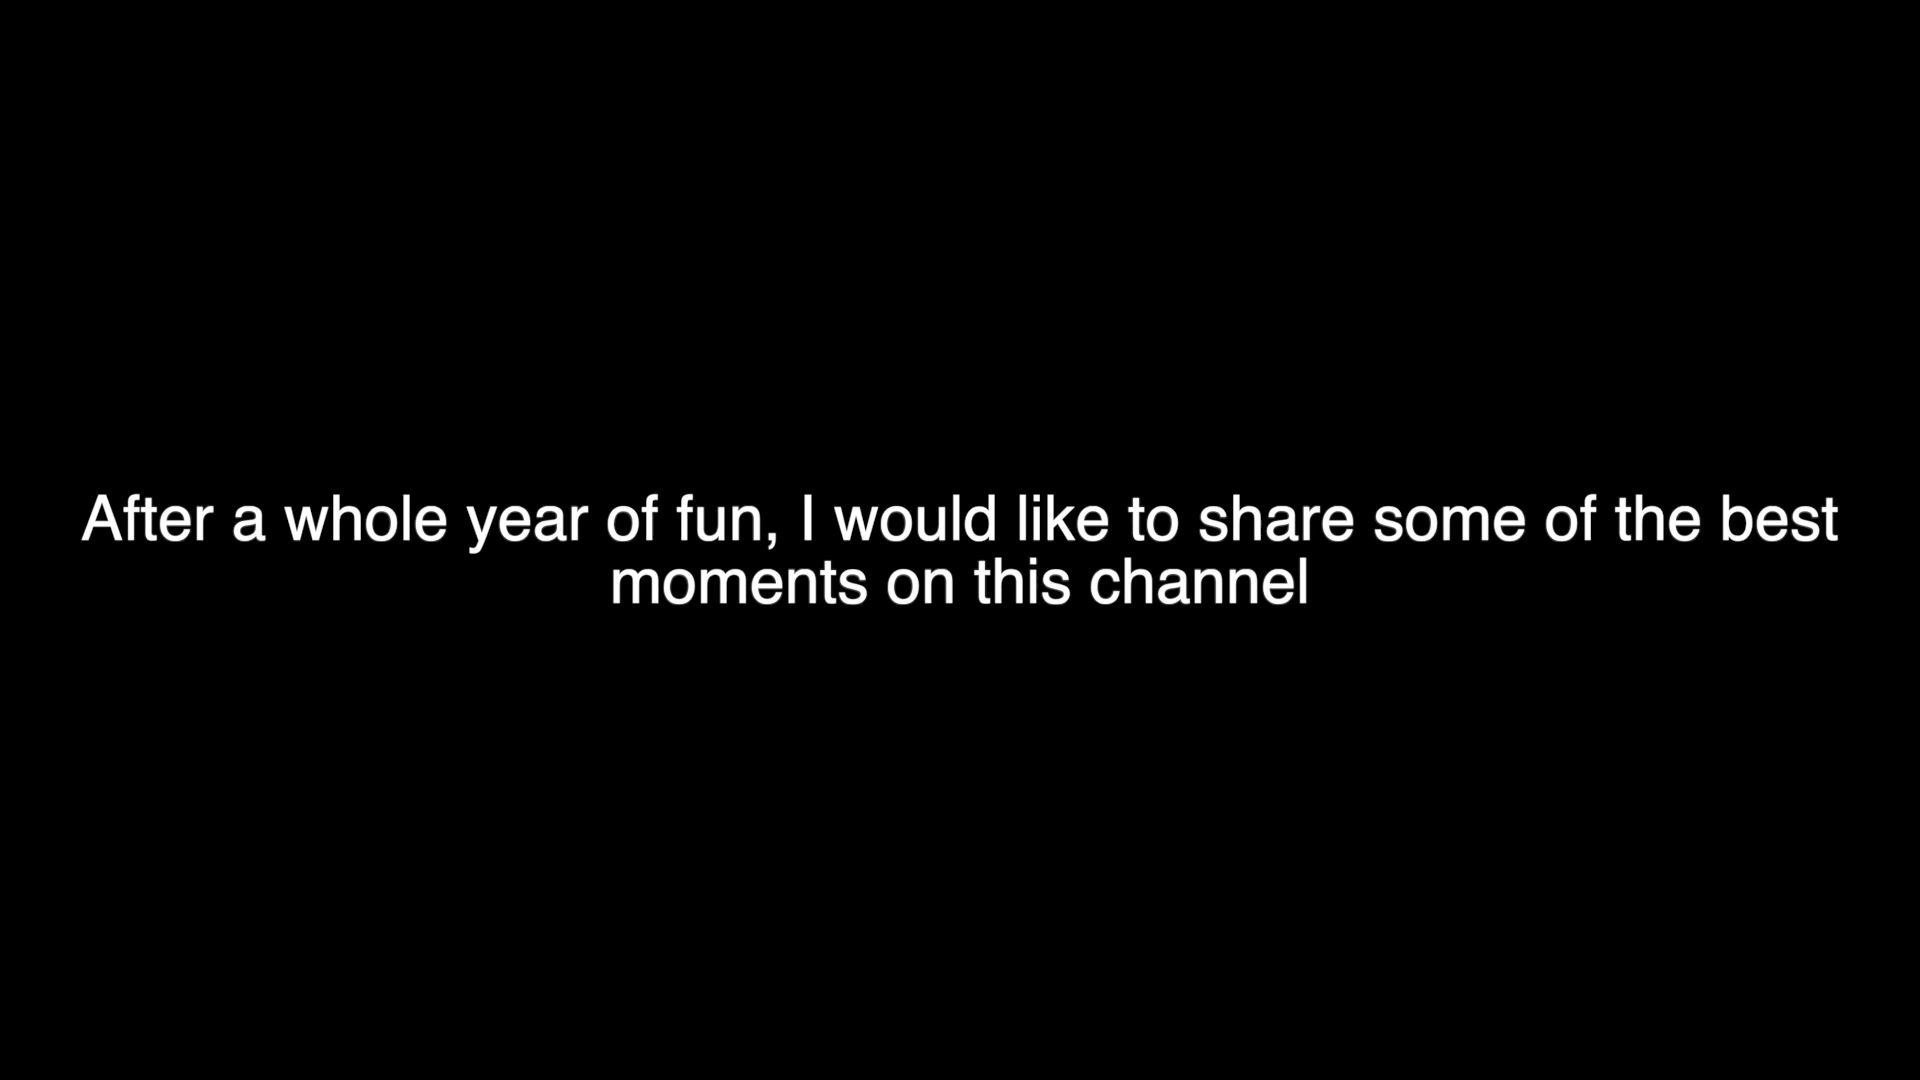 After a whole year of fun, I would like to share some of the best
moments on this channel